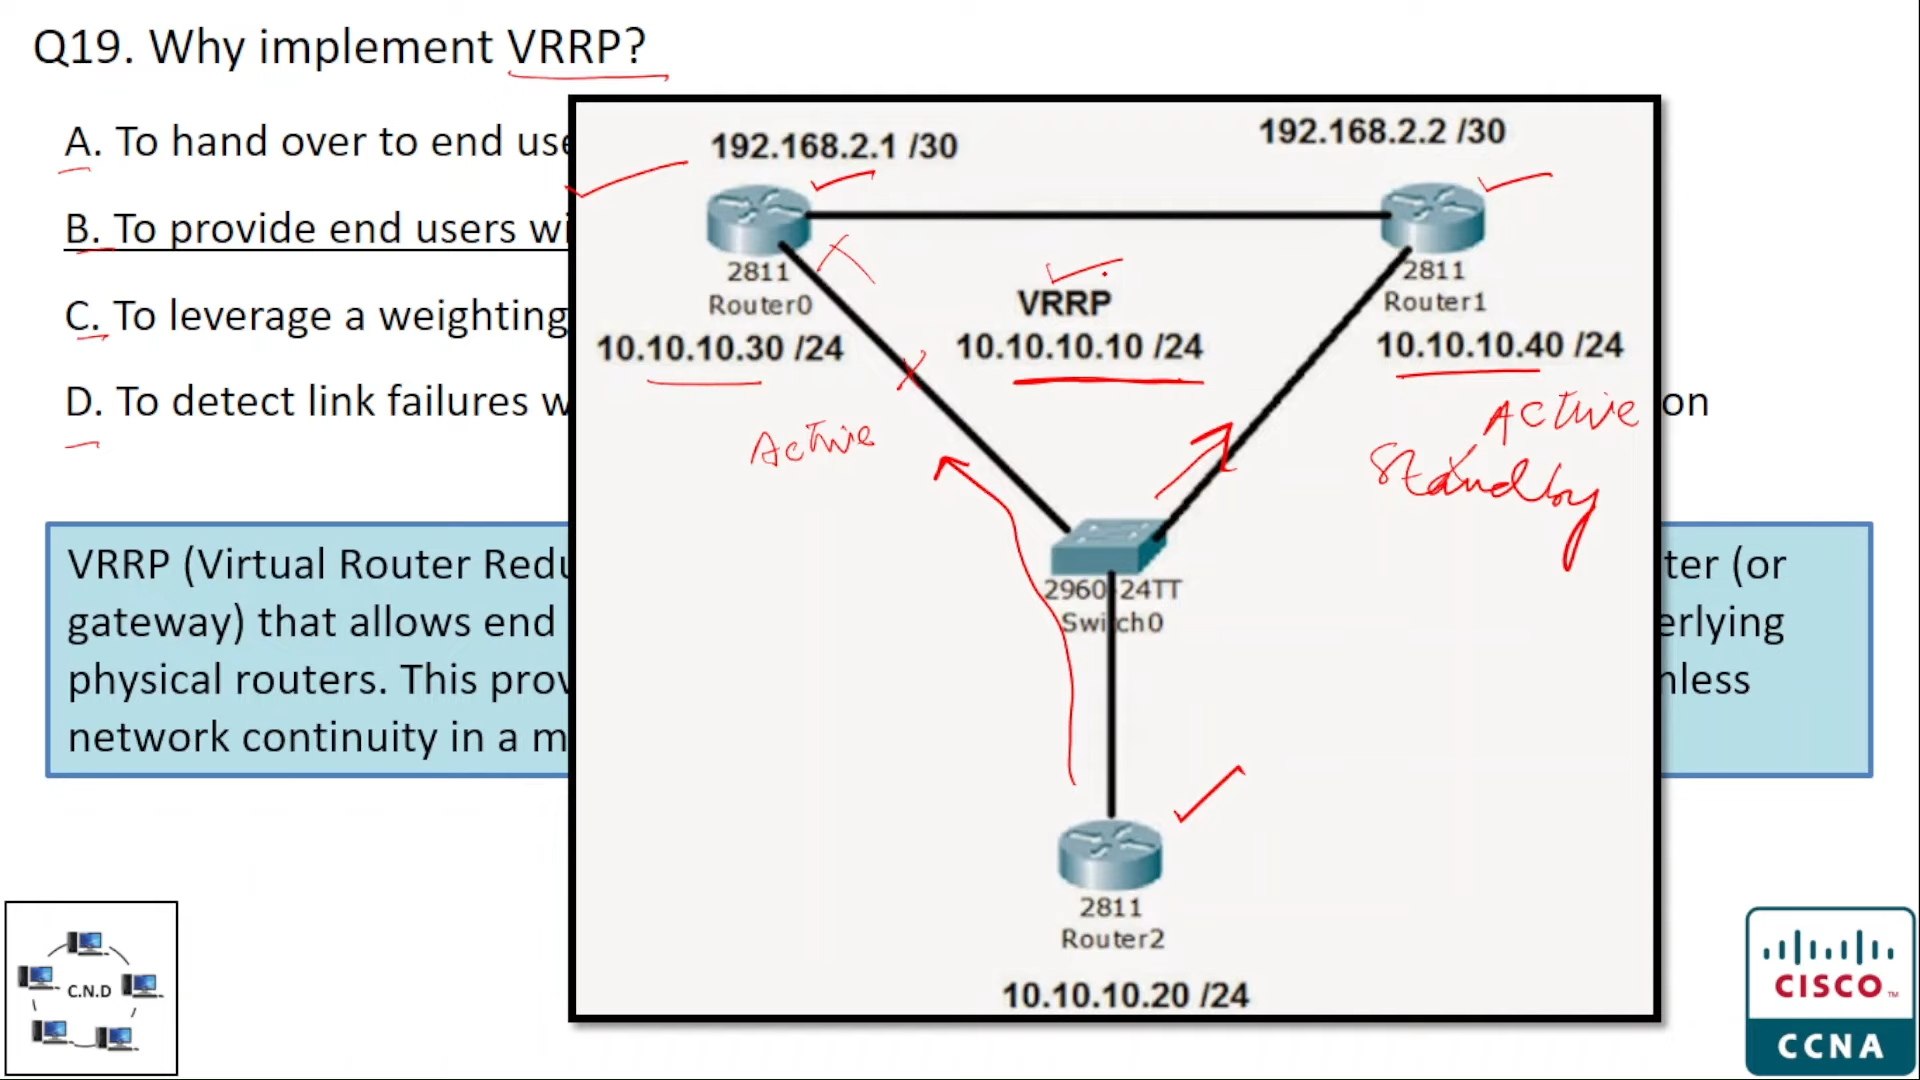 Q19. Why implement VRRP?
A. To hand over to end use
B. To provide end users wi
C. To leverage a weighting
D. To detect link failures w
on
192.168.2.1 /30
192.168.2.2 /30
2811
Router0
10.10.10.30 /24
VRRP
10.10.10.10 /24
2811
Router1
10.10.10.40 /24
Active
Active
Standby
2960-24TT
Switch0
2811
Router2
10.10.10.20 /24
VRRP (Virtual Router Redu
ter (or
gateway) that allows end
erlying
physical routers. This prov
nless
network continuity in a m
C.N.D
CISCO™
CCNA